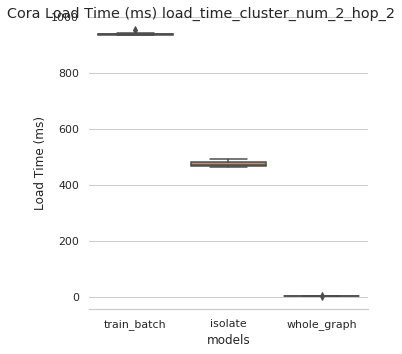 Cora Load Time (ms) load_time_cluster_num_2_hop_2
1000
800
600
400
200
0
Load Time (ms)
train_batch isolate whole_graph
models